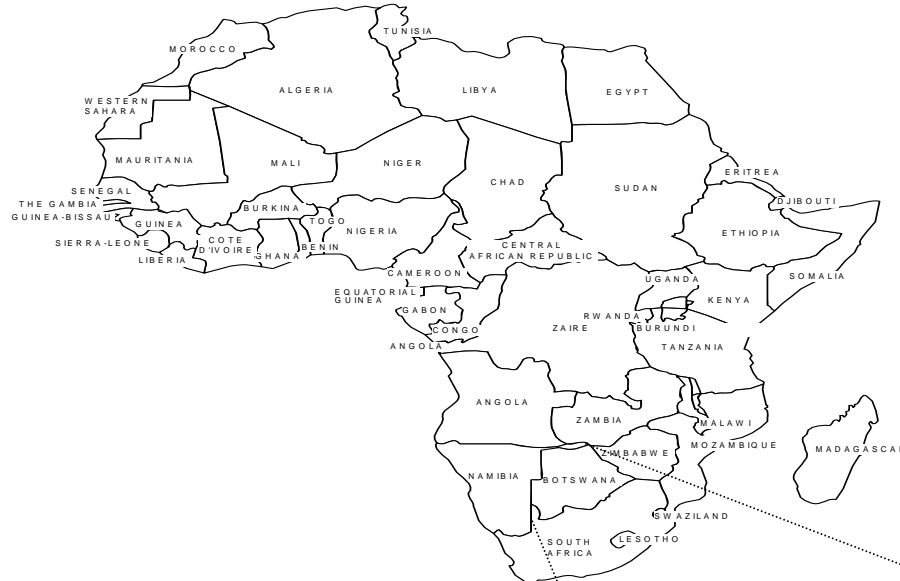 TUNISIA
MOROCCO
ALGERIA
LIBYA
EGYPT
WESTERN
SAHARA
MAURITANIA
MALI
NIGER
CHAD
SUDAN
ERITREA
SENEGAL
THE GAMBIA
GUINEA-BISSAU
GUINEA
BURKINA
TOGO
NIGERIA
DJIBOUTI
ETHIOPIA
SIERRA-LEONE
COTE
D'IVOIRE
LIBERIA
GHANA
BENIN
CENTRAL
AFRICAN REPUBLIC
CAMEROON
SOMALIA
UGANDA
KENYA
EQUATORIAL
GUINEA
GABON
CONGO
ZAIRE
RWANDA
BURUNDI
TANZANIA
ANGOLA
ANGOLA
ZAMBIA
MALAWI
MOZAMBIQUE
MADAGASCAR
ZIMBABWE
NAMIBIA
BOTSWANA
SWAZILAND
SOUTH
AFRICA
LESOTHO